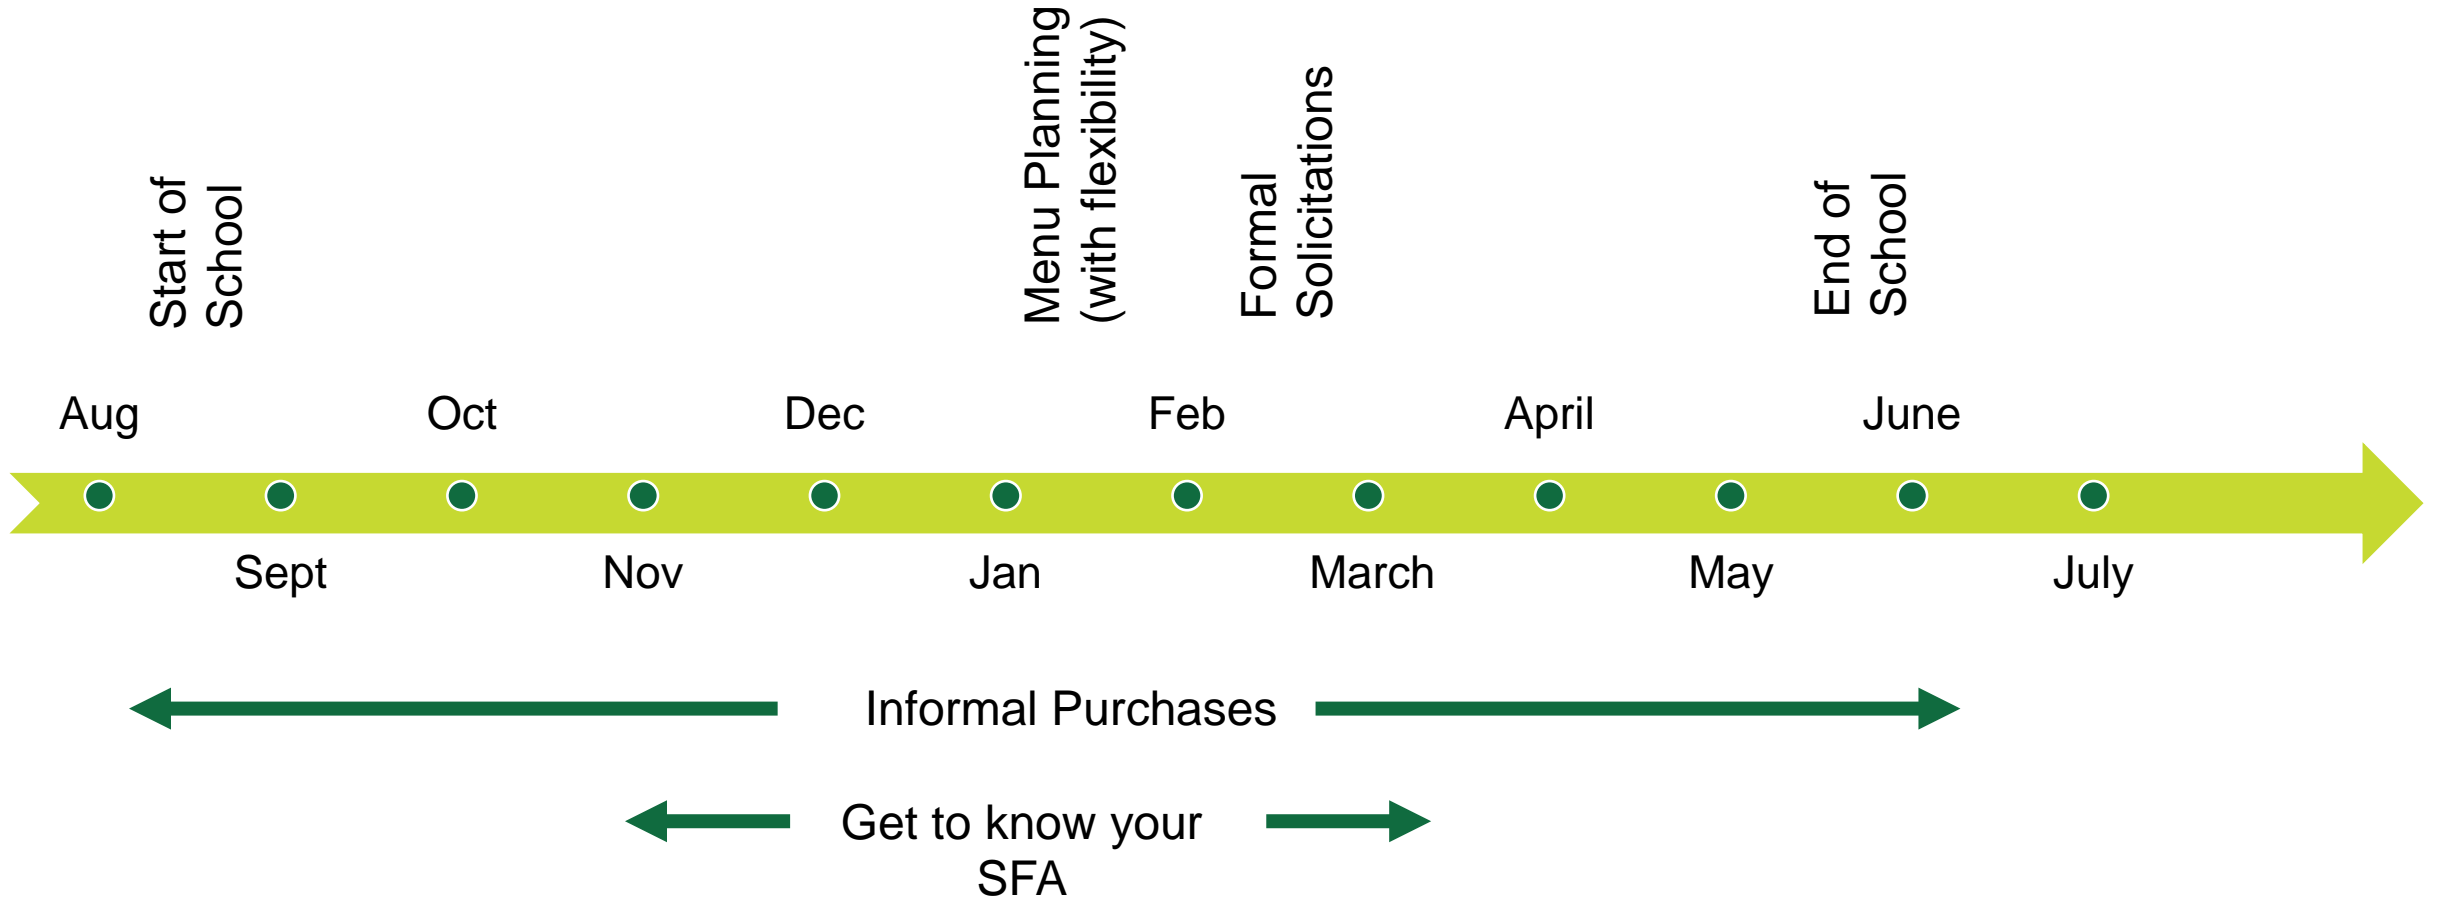 Start of
School
Menu Planning
(with flexibility)
Formal
Solicitations
End of
School
Aug
Oct
Dec
Feb
April
June
Sept
Nov
Jan
March
May
July
Informal Purchases
Get to know your
SFA